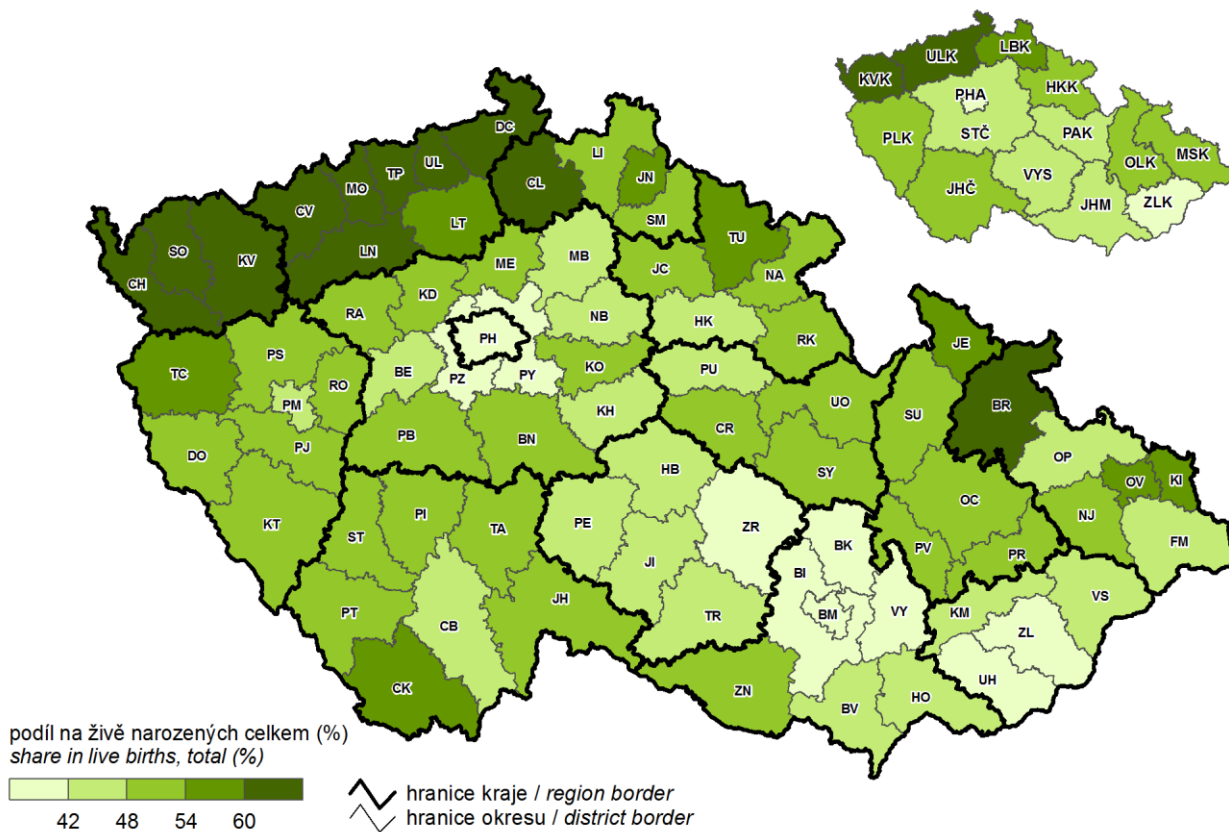 ULK
LBK
KVK
HKK
PHA
STČ
PAK
PLK
MSK
OLK
VYS
JHČ
JHM
ZLK
DC
UL
TP
MO
LI
CL
JN
CV
LT
SM
TU
SO
LN
KV
CH
ME
MB
JC
NA
KD
RA
NB
HK
PH
RK
JE
PS
TC
RO
BE
PZ
PY
KO
PU
PM
KH
BR
UO
SU
CR
PB
BN
DO
PJ
OP
HB
SY
OV
KI
KT
ST
PI
TA
PE
ZR
OC
NJ
BK
FM
JI
BI
PV
PR
PT
JH
CB
TR
BM
VY
KM
VS
ZL
CK
ZN
BV
HO
UH
podíl na živě narozených celkem (%)
share in live births, total (%)
42 48 54 60
hranice kraje / region border
hranice okresu / district border